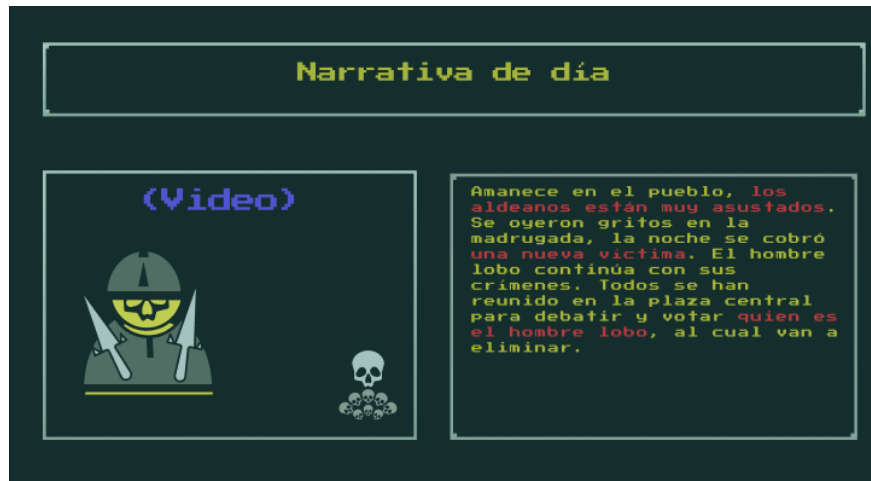 Narrativa de día
(Video)
Amanece en el pueblo, los
aldeanos están muy asustados.
Se oyeron gritos en la
madrugada, la noche se cobró
una nueva víctima. El hombre
lobo continúa con sus
crímenes. Todos se han
reunido en la plaza central
para debatir y votar quien es
el hombre lobo, al cual van a
eliminar.